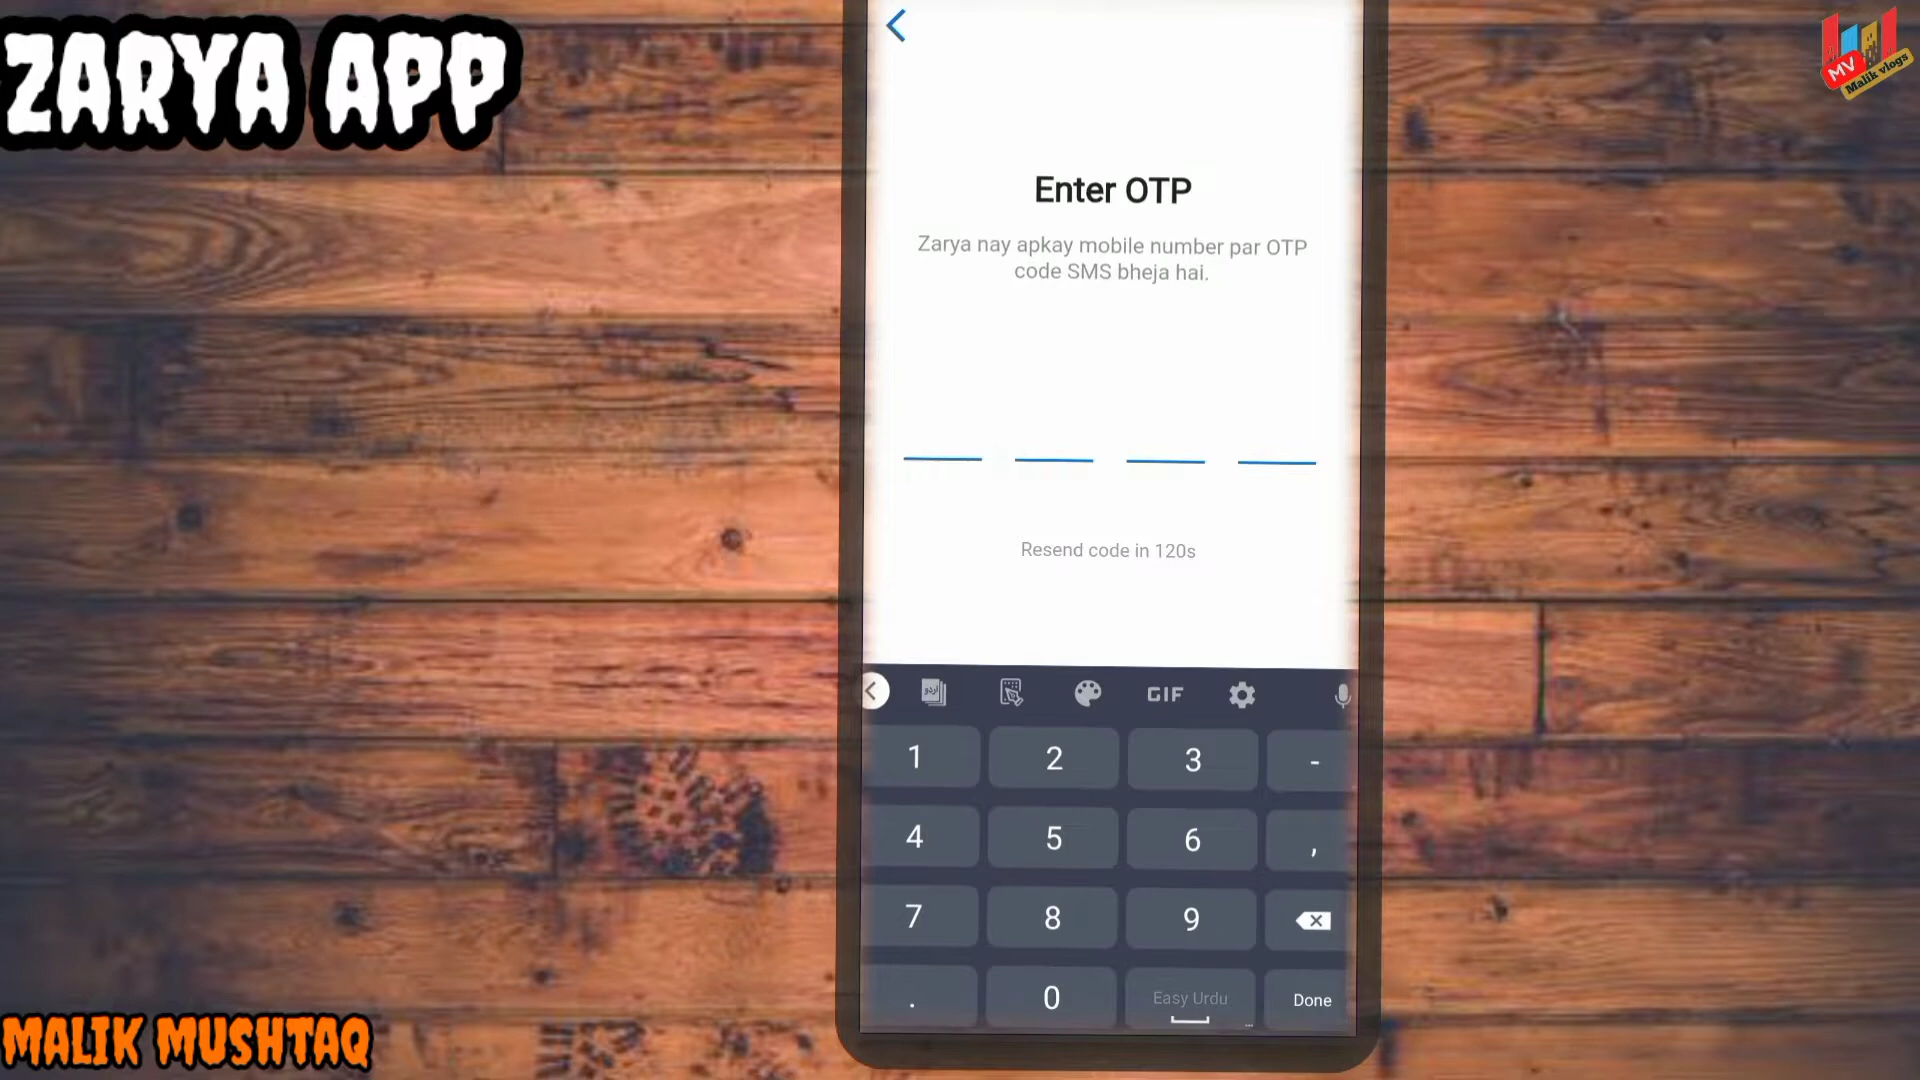 ZARYA APP
MV
Malik vlogs
Enter OTP
Zarya nay apkay mobile number par OTP
code SMS bheja hai.
Resend code in 120s
اردو
GIF
1 2 3 -
4 5 6 ,
7 8 9
. 0 Easy Urdu Done
MALIK MUSHTAQ